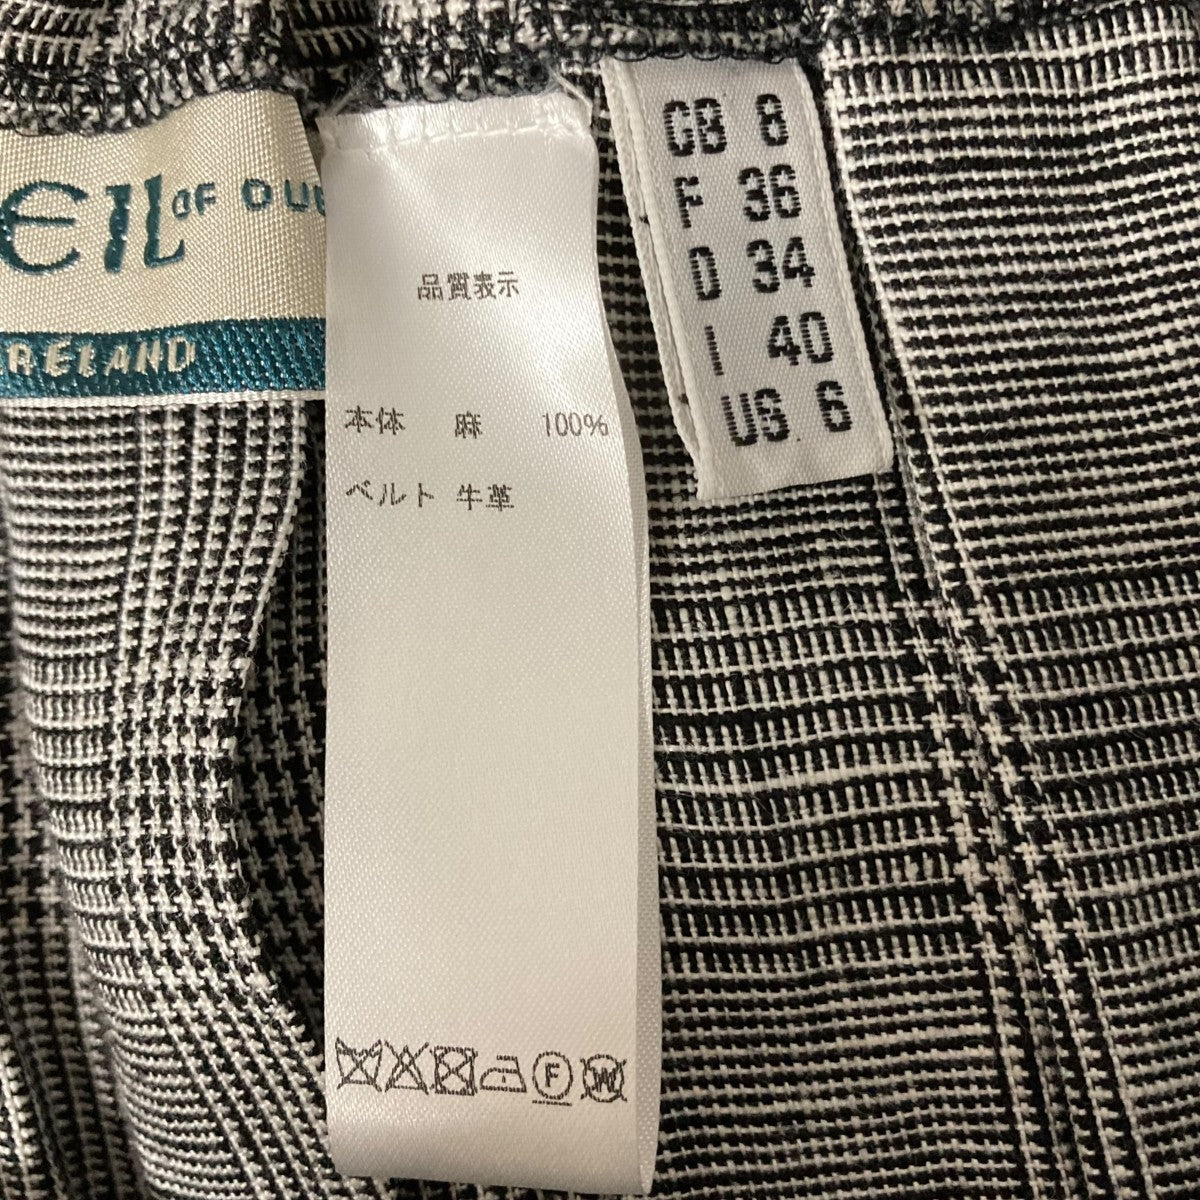 EIL OF DU
RELAND
品質表示
本体 麻 100%
ベルト 牛革
F W
GB 8
F 36
D 34
I 40
US 6